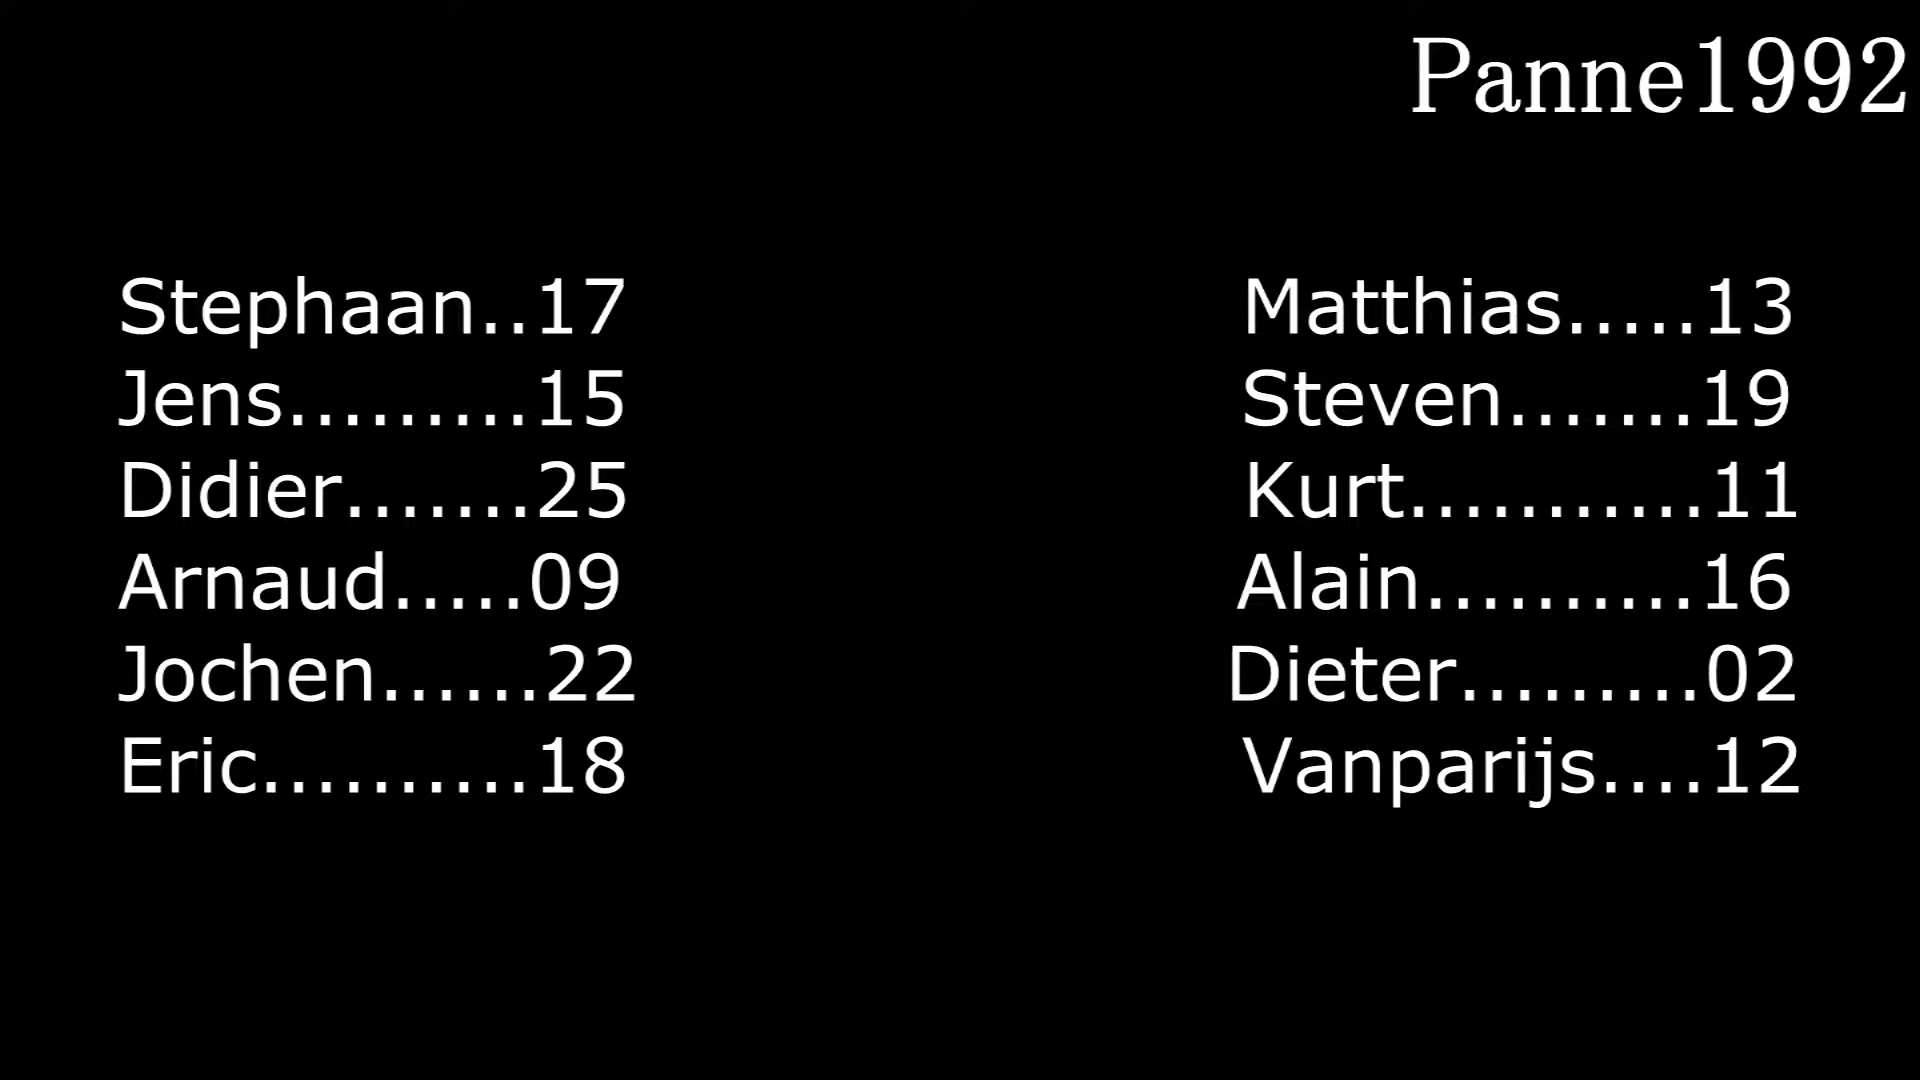 Panne1992
Stephaan..17
Jens.........15
Didier.......25
Arnaud.....09
Jochen......22
Eric..........18
Matthias.....13
Steven.......19
Kurt...........11
Alain..........16
Dieter.........02
Vanparijs....12